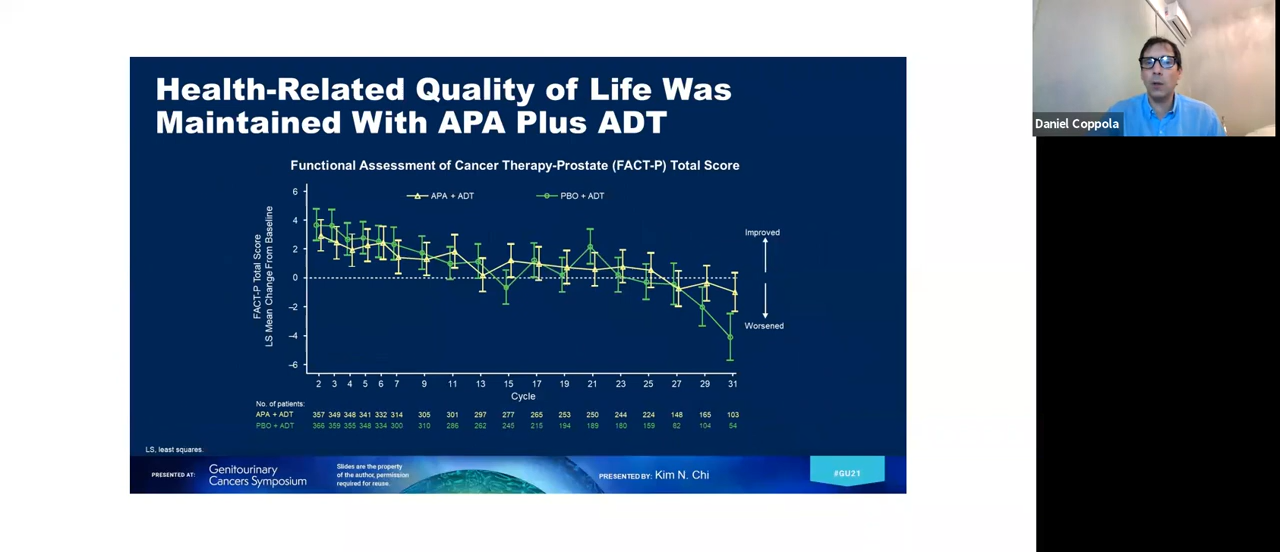 Health-Related Quality of Life Was
Maintained With APA Plus ADT
Functional Assessment of Cancer Therapy-Prostate (FACT-P) Total Score
APA + ADT
PBO + ADT
FACT-P Total Score
LS Mean Change From Baseline
6
4
2
0
–2
–4
–6
Improved
Worsened
2 3 4 5 6 7 9 11 13 15 17 19 21 23 25 27 29 31
Cycle
No. of patients:
APA + ADT 357 349 348 341 332 314 305 301 297 277 265 253 250 244 224 148 165 103
PBO + ADT 366 359 355 348 334 300 310 286 262 245 215 194 189 180 159 82 104 54
LS, least squares.
PRESENTED AT:
Genitourinary
Cancers Symposium
Slides are the property
of the author, permission
required for reuse.
PRESENTED BY: Kim N. Chi
#GU21
Daniel Coppola